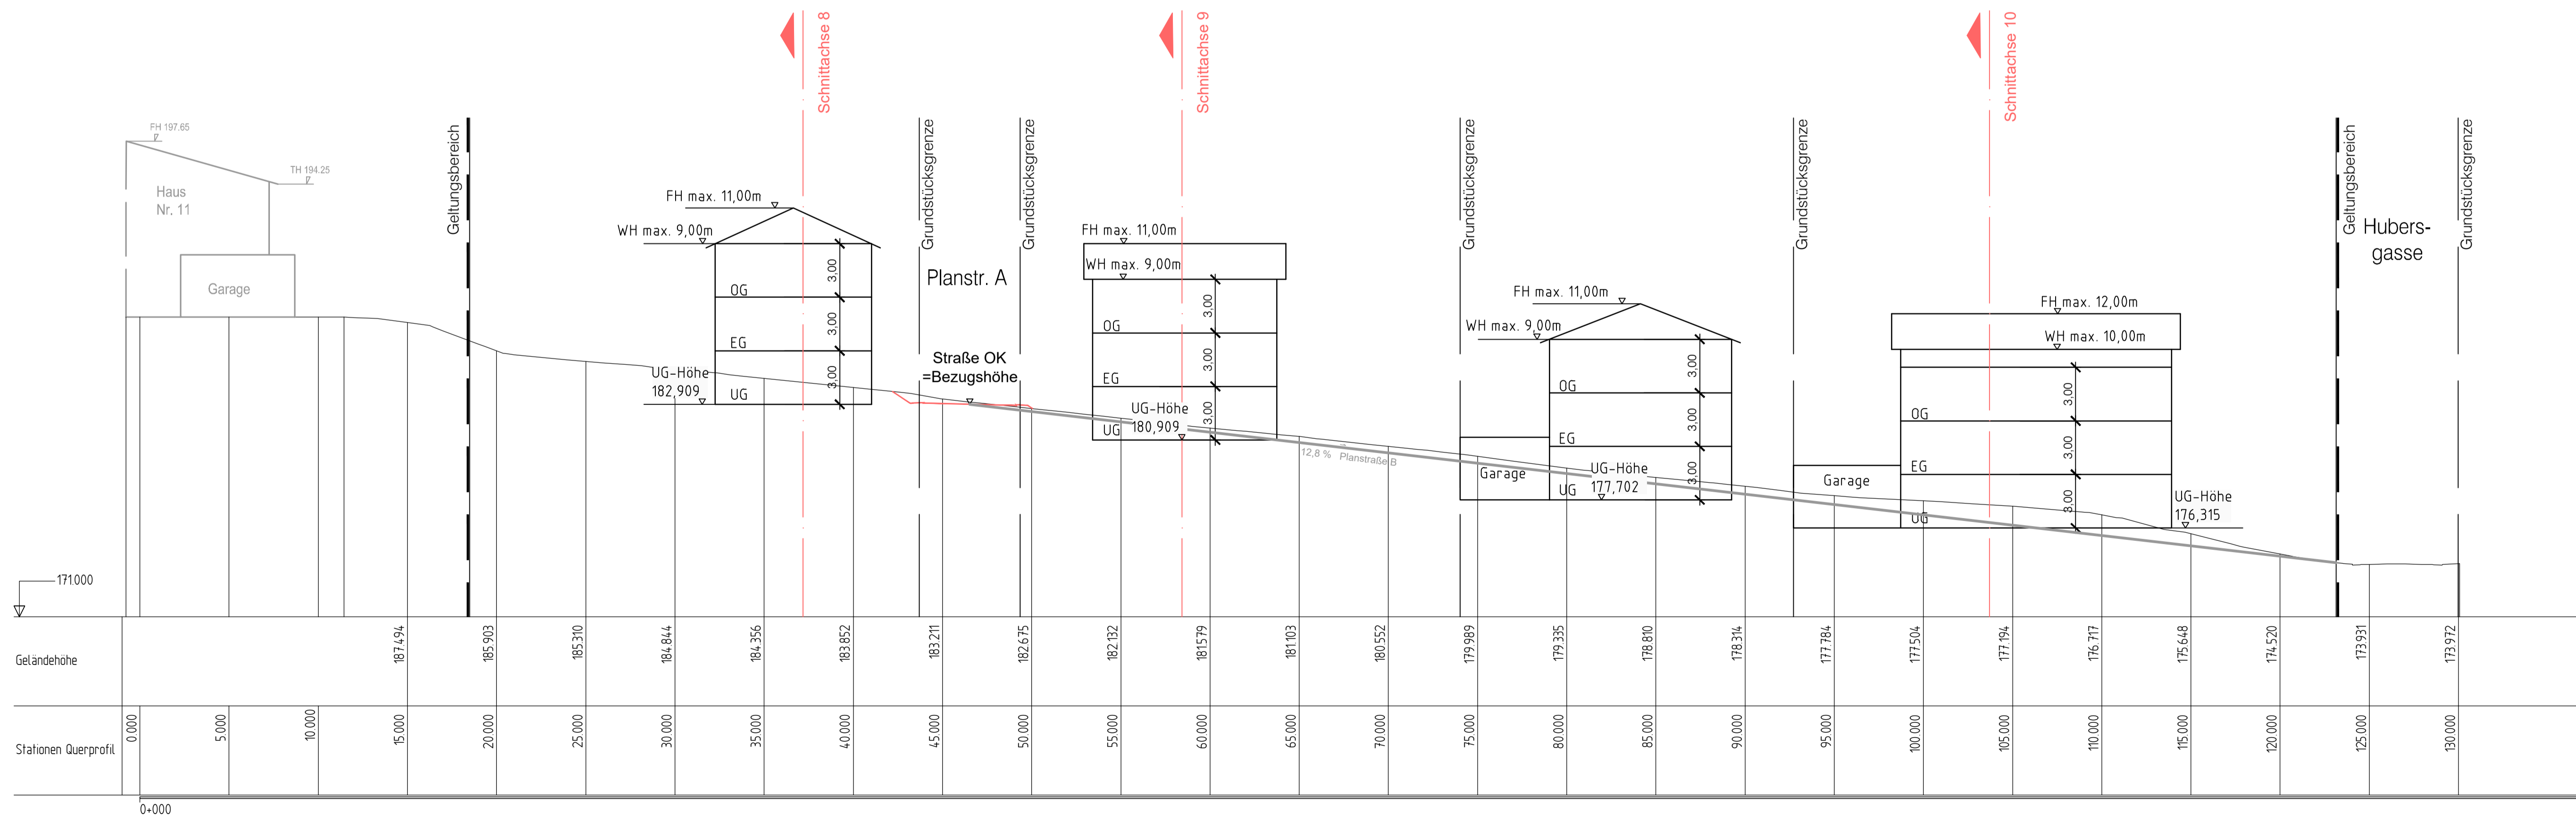 Schnittachse 8
Schnittachse 9
Schnittachse 10
FH 197.65
TH 194.25
Haus
Nr. 11
Garage
Geltungsbereich
FH max. 11,00m
WH max. 9,00m
3,00
OG
3,00
EG
3,00
UG-Höhe
182,909
UG
Grundstücksgrenze
Planstr. A
Straße OK
=Bezugshöhe
Grundstücksgrenze
FH max. 11,00m
WH max. 9,00m
3,00
OG
3,00
EG
3,00
UG-Höhe
180,909
UG
12,8 % Planstraße B
Grundstücksgrenze
FH max. 11,00m
WH max. 9,00m
3,00
OG
3,00
EG
3,00
Garage
UG
UG-Höhe
177,702
Grundstücksgrenze
FH max. 12,00m
WH max. 10,00m
3,00
OG
3,00
EG
3,00
Garage
UG
UG-Höhe
176,315
Geltungsbereich
Hubers-
gasse
Grundstücksgrenze
171.000
Geländehöhe
187.494
185.903
185.310
184.844
184.356
183.852
183.211
182.675
182.132
181.579
181.103
180.552
179.989
179.335
178.810
178.314
177.784
177.504
177.194
176.717
175.648
174.520
173.931
173.972
Stationen Querprofil
0.000
5.000
10.000
15.000
20.000
25.000
30.000
35.000
40.000
45.000
50.000
55.000
60.000
65.000
70.000
75.000
80.000
85.000
90.000
95.000
100.000
105.000
110.000
115.000
120.000
125.000
130.000
0+000